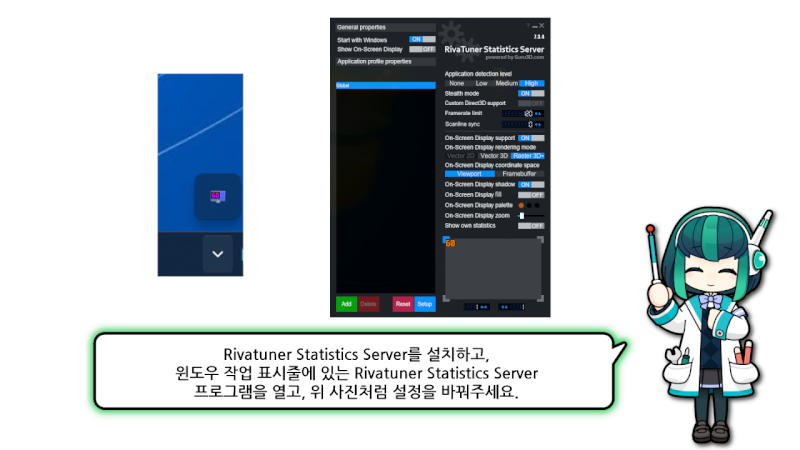 General properties
Start with Windows ON
Show On-Screen Display OFF
Application profile properties
Global
Add Delete Reset Setup
7.3.4
RivaTuner Statistics Server
powered by Guru3D.com
Application detection level
None Low Medium High
Stealth mode ON
Custom Direct3D support OFF
Framerate limit 120
Scanline sync 0
On-Screen Display support ON
On-Screen Display rendering mode
Vector 2D Vector 3D Raster 3D
On-Screen Display coordinate space
Viewport Framebuffer
On-Screen Display shadow ON
On-Screen Display fill OFF
On-Screen Display palette
On-Screen Display zoom
Show own statistics OFF
60
Rivatuner Statistics Server를 설치하고,
윈도우 작업 표시줄에 있는 Rivatuner Statistics Server
프로그램을 열고, 위 사진처럼 설정을 바꿔주세요.